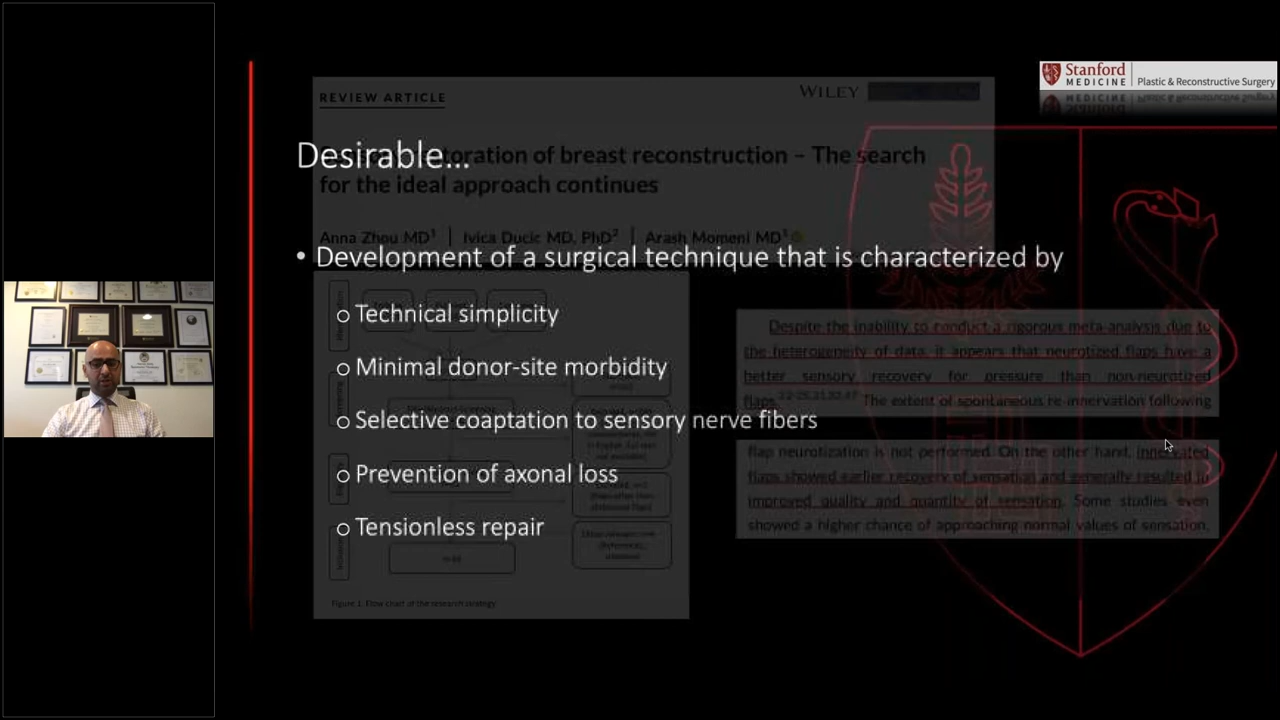 Stanford
MEDICINE
Plastic & Reconstructive Surgery
REVIEW ARTICLE
WILEY
Desirable...
toration of breast reconstruction – The search
for the ideal approach continues
Anna Zhou MD¹ | Ivica Ducic MD, PhD² | Arash Momeni MD¹
• Development of a surgical technique that is characterized by
o Technical simplicity
o Minimal donor-site morbidity
o Selective coaptation to sensory nerve fibers
o Prevention of axonal loss
o Tensionless repair
Figure 1. Flow chart of the research strategy
Despite the inability to conduct a rigorous meta-analysis due to
the heterogeneity of data, it appears that neurotized flaps have a
better sensory recovery for pressure than non-neurotized
flaps. The extent of spontaneous re-innervation following
flap neurotization is not performed. On the other hand, innervated
flaps showed earlier recovery of sensation and generally resulted in
improved quality and quantity of sensation. Some studies even
showed a higher chance of approaching normal values of sensation.